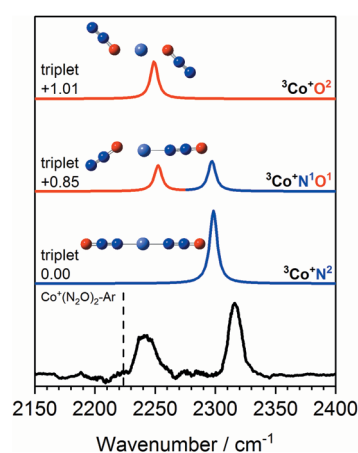 triplet
+1.01
³Co⁺O²
triplet
+0.85
³Co⁺N¹O¹
triplet
0.00
³Co⁺N²
Co⁺(N₂O)₂-Ar
2150 2200 2250 2300 2350 2400
Wavenumber / cm⁻¹